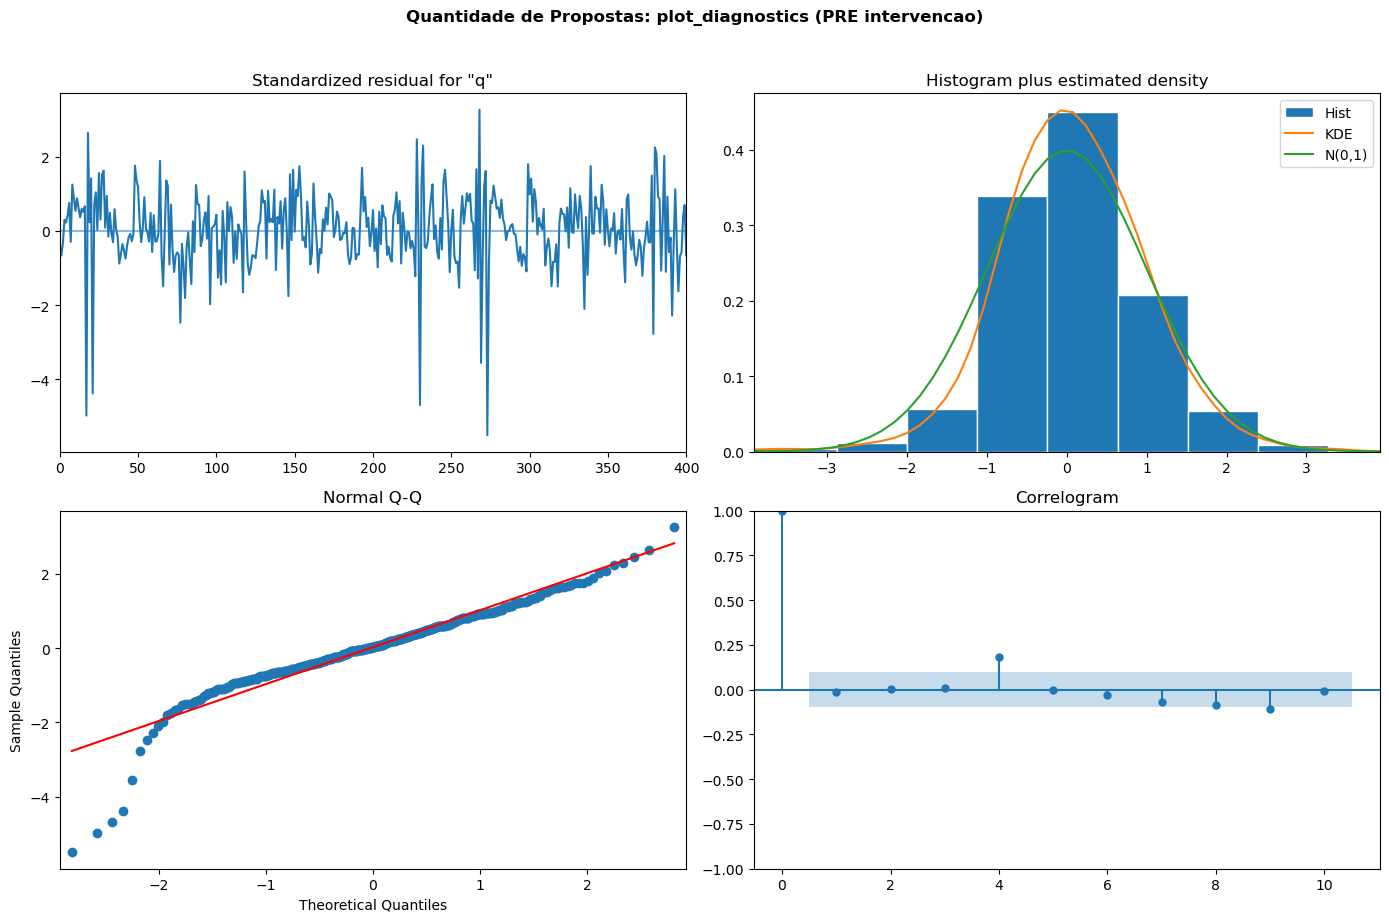 Quantidade de Propostas: plot_diagnostics (PRE intervencao)
Standardized residual for "q"
2
0
−2
−4
0 50 100 150 200 250 300 350 400
Histogram plus estimated density
Hist
KDE
N(0,1)
0.4
0.3
0.2
0.1
0.0
−3 −2 −1 0 1 2 3
Normal Q-Q
Sample Quantiles
2
0
−2
−4
−2 −1 0 1 2
Theoretical Quantiles
Correlogram
1.00
0.75
0.50
0.25
0.00
−0.25
−0.50
−0.75
−1.00
0 2 4 6 8 10